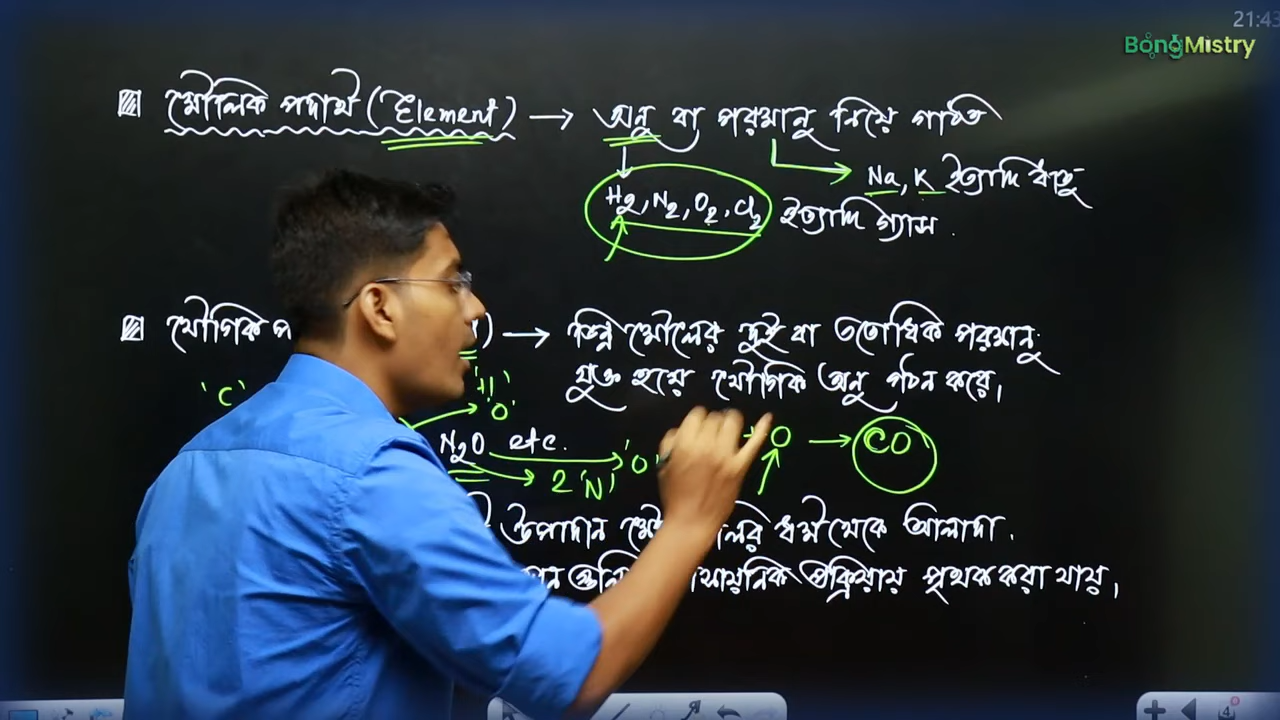 21:43
BongMistry
মৌলিক পদার্থ (Element) → অনু বা পরমানু নিয়ে গঠিত
Na, K ইত্যাদি ধাতু
H₂, N₂, O₂, Cl₂ ইত্যাদি গ্যাস.
যৌগিক প ) → ভিন্ন মৌলের দুই বা ততোধিক পরমানু
যুক্ত হয়ে যৌগিক অনু গঠন করে।
'C' 'O'
N₂O etc. 'O' + O → CO
2 'N'
উপাদান ধর্ম থেকে আলাদা.
প্রক্রিয়ায় পৃথক করা যায়।